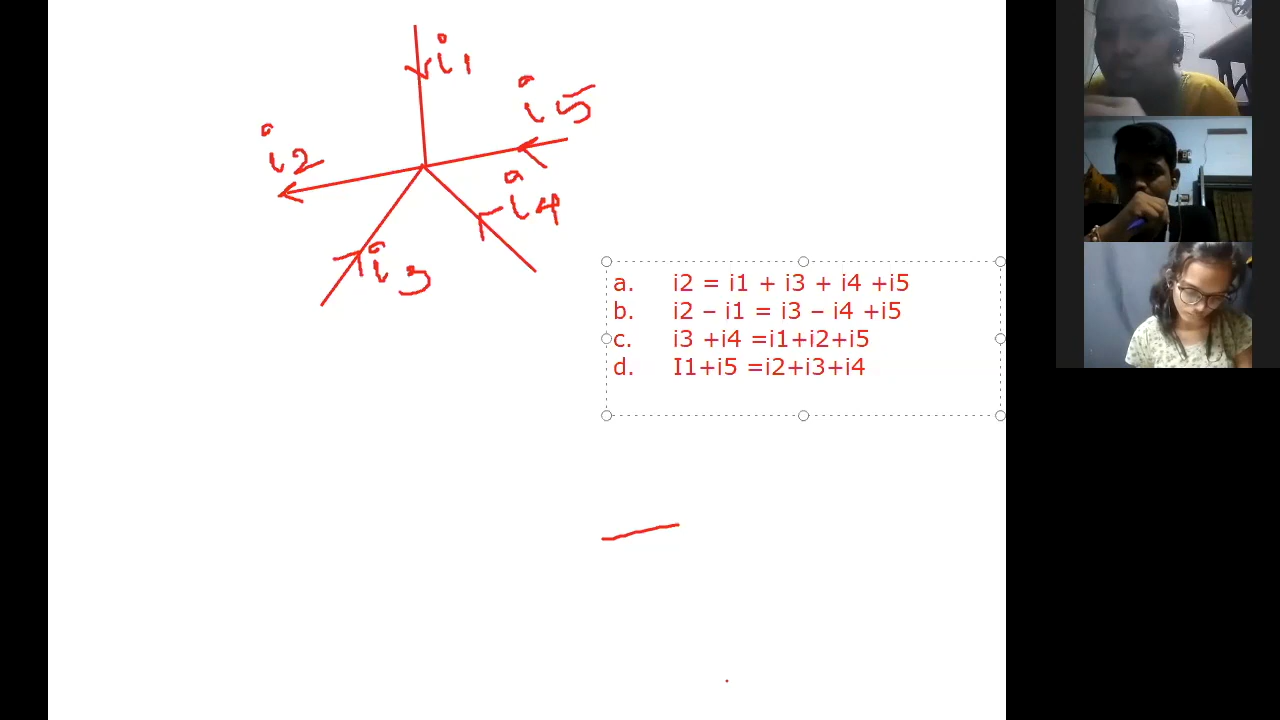 i1
i5
i2
i4
i3
a. i2 = i1 + i3 + i4 +i5
b. i2 – i1 = i3 – i4 +i5
c. i3 +i4 =i1+i2+i5
d. I1+i5 =i2+i3+i4